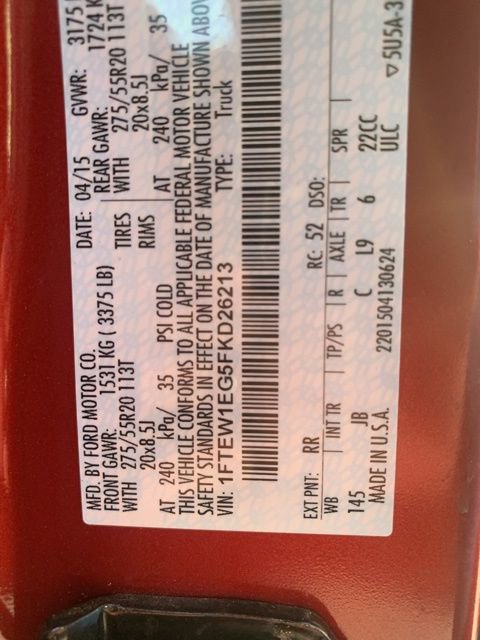 MFD. BY FORD MOTOR CO. DATE: 04/15 GVWR: 3175
FRONT GAWR: 1531 KG ( 3375 LB) REAR GAWR: 1724 K
WITH 275/55R20 113T TIRES WITH 275/55R20 113T
20x8.5J RIMS 20x8.5J
AT 240 kPa/ 35 PSI COLD AT 240 kPa/ 35
THIS VEHICLE CONFORMS TO ALL APPLICABLE FEDERAL MOTOR VEHICLE
SAFETY STANDARDS IN EFFECT ON THE DATE OF MANUFACTURE SHOWN ABOV
VIN: 1FTEW1EG5FKD26213 TYPE: Truck
EXT PNT: RR RC: 52 DSO:
WB INT TR TP/PS R AXLE TR SPR
145 JB C L9 6 22CC
MADE IN U.S.A. 2201504130624 ULC ▽5U5A-3